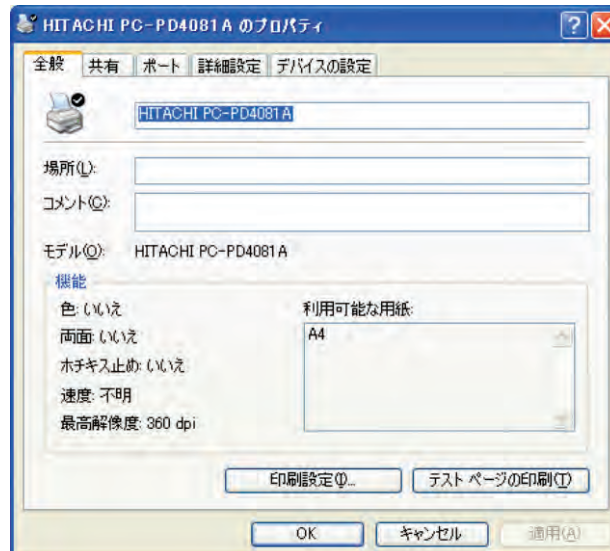 HITACHI PC-PD4081A のプロパティ
全般 共有 ポート 詳細設定 デバイスの設定
HITACHI PC-PD4081A
場所(L):
コメント(C):
モデル(O): HITACHI PC-PD4081A
機能
色: いいえ
両面: いいえ
ホチキス止め: いいえ
速度: 不明
最高解像度: 360 dpi
利用可能な用紙:
A4
印刷設定(I)... テスト ページの印刷(T)
OK キャンセル 適用(A)